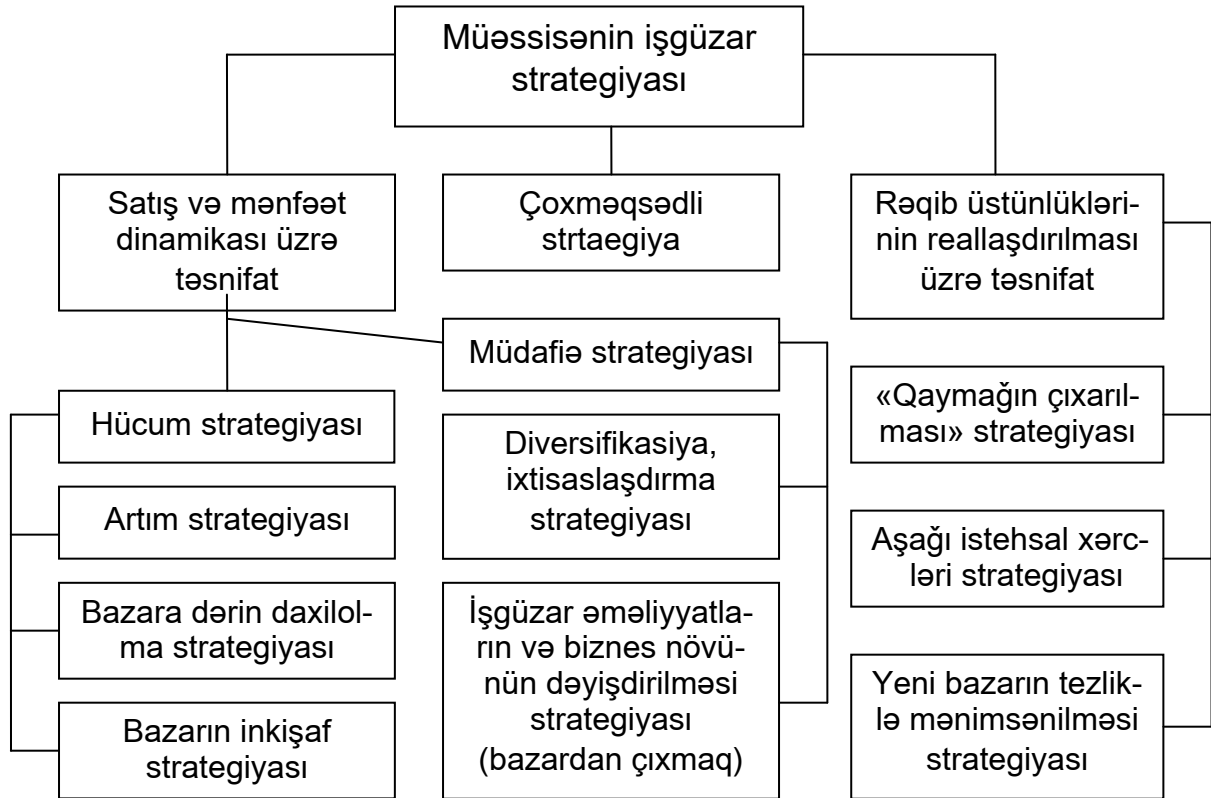 Müəssisənin işgüzar
strategiyası
Satış və mənfəət
dinamikası üzrə
təsnifat
Çoxməqsədli
strtaegiya
Rəqib üstünlükləri-
nin reallaşdırılması
üzrə təsnifat
Müdafiə strategiyası
Hücum strategiyası
«Qaymağın çıxarıl-
ması» strategiyası
Diversifikasiya,
ixtisaslaşdırma
strategiyası
Artım strategiyası
Aşağı istehsal xərc-
ləri strategiyası
Bazara dərin daxilol-
ma strategiyası
İşgüzar əməliyyatla-
rın və biznes növü-
nün dəyişdirilməsi
strategiyası
(bazardan çıxmaq)
Yeni bazarın tezlik-
lə mənimsənilməsi
strategiyası
Bazarın inkişaf
strategiyası